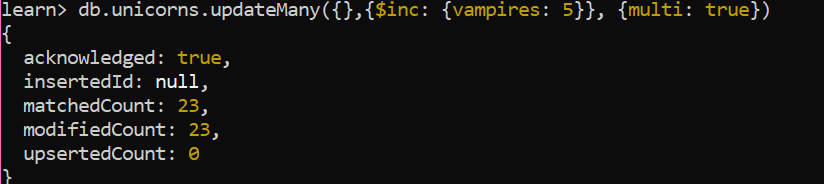 learn> db.unicorns.updateMany({},{$inc: {vampires: 5}}, {multi: true})
{
  acknowledged: true,
  insertedId: null,
  matchedCount: 23,
  modifiedCount: 23,
  upsertedCount: 0
}